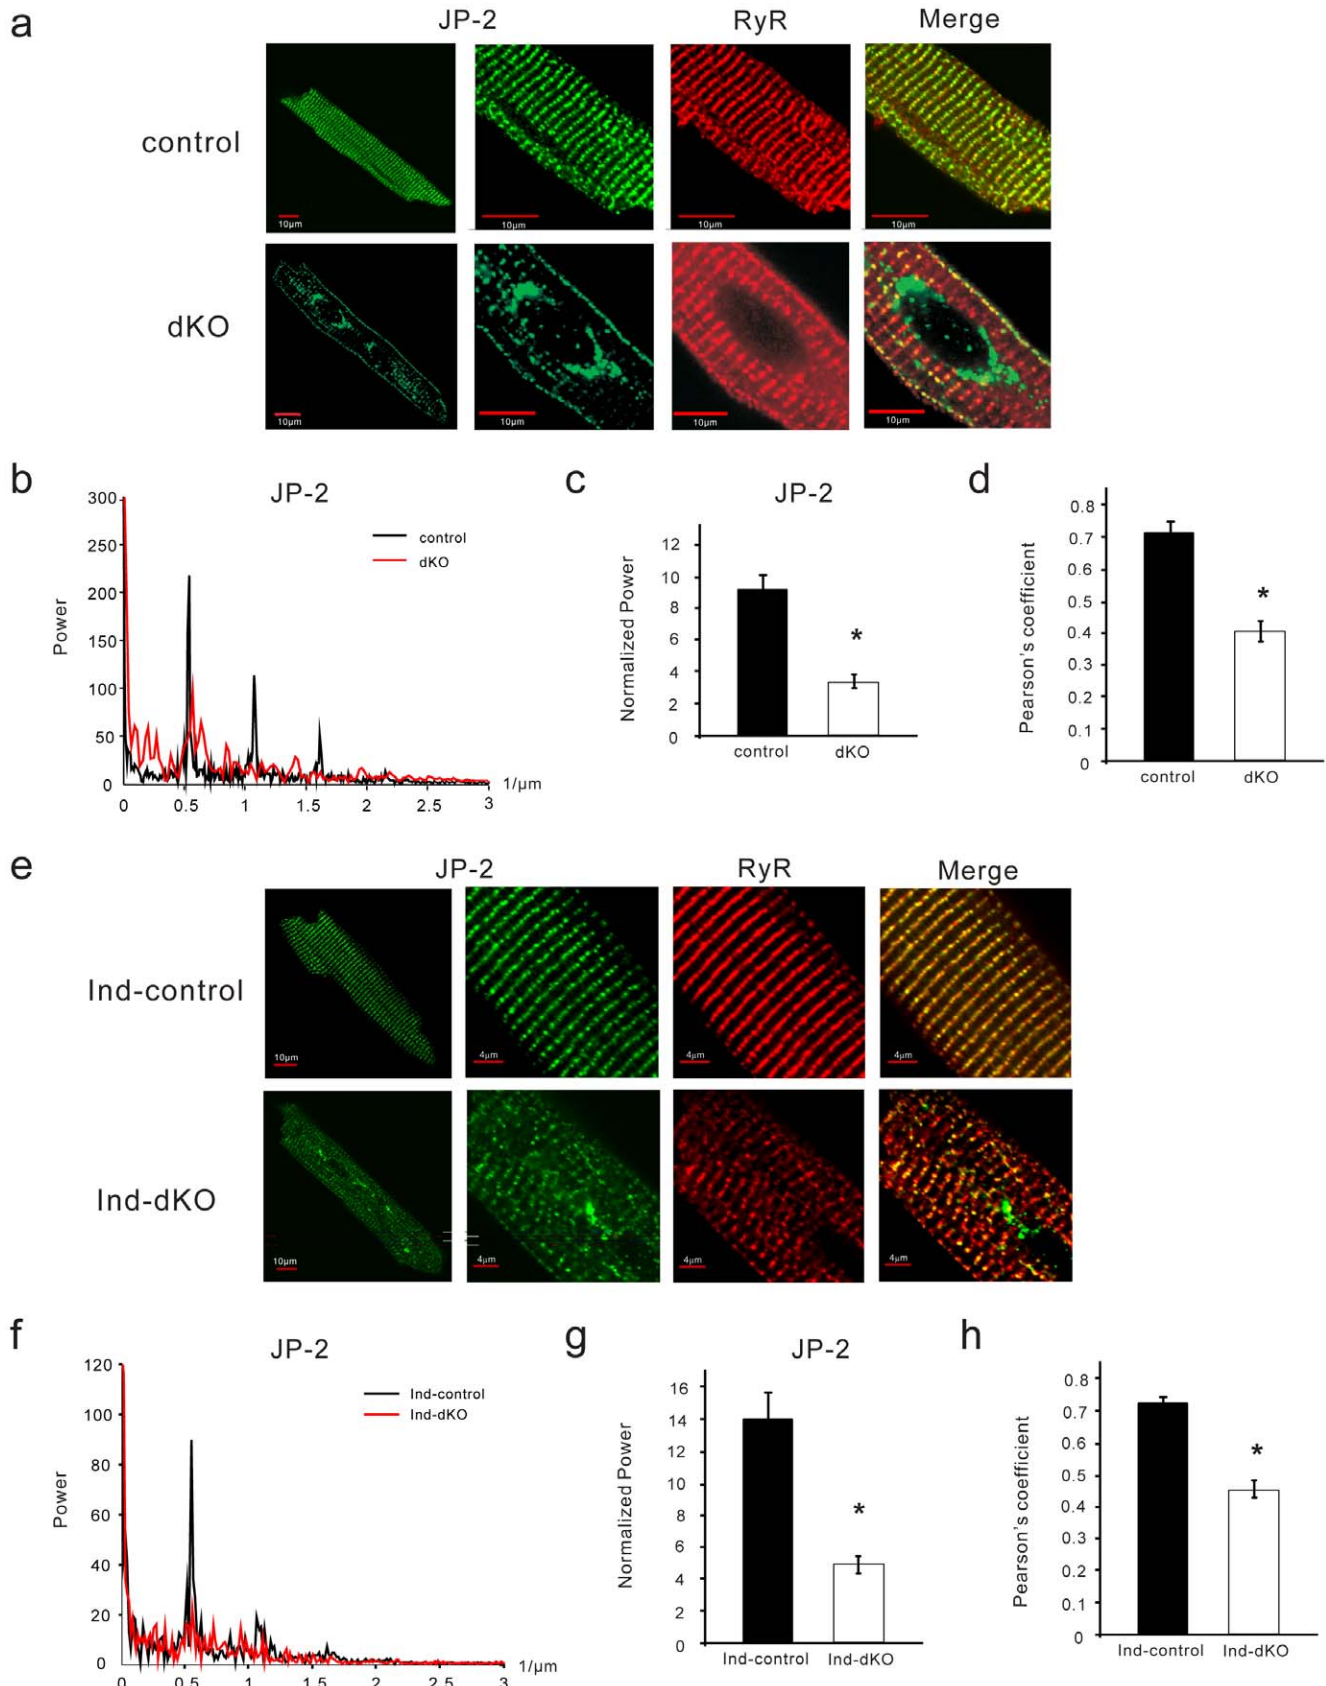 a
JP-2 RyR Merge
control
10μm 10μm 10μm 10μm
dKO
10μm 10μm 10μm 10μm
b
JP-2
Power
300
250
200
150
100
50
0
control
dKO
0 0.5 1 1.5 2 2.5 3
1/μm
c
JP-2
Normalized Power
12
10
8
6
4
2
0
*
control dKO
d
Pearson's coefficient
0.8
0.7
0.6
0.5
0.4
0.3
0.2
0.1
0
*
control dKO
e
JP-2 RyR Merge
Ind-control
10μm 4μm 4μm 4μm
Ind-dKO
10μm 4μm 4μm 4μm
f
JP-2
Power
120
100
80
60
40
20
0
Ind-control
Ind-dKO
0 0.5 1 1.5 2 2.5 3
1/μm
g
JP-2
Normalized Power
16
14
12
10
8
6
4
2
0
*
Ind-control Ind-dKO
h
Pearson's coefficient
0.8
0.7
0.6
0.5
0.4
0.3
0.2
0.1
0
*
Ind-control Ind-dKO